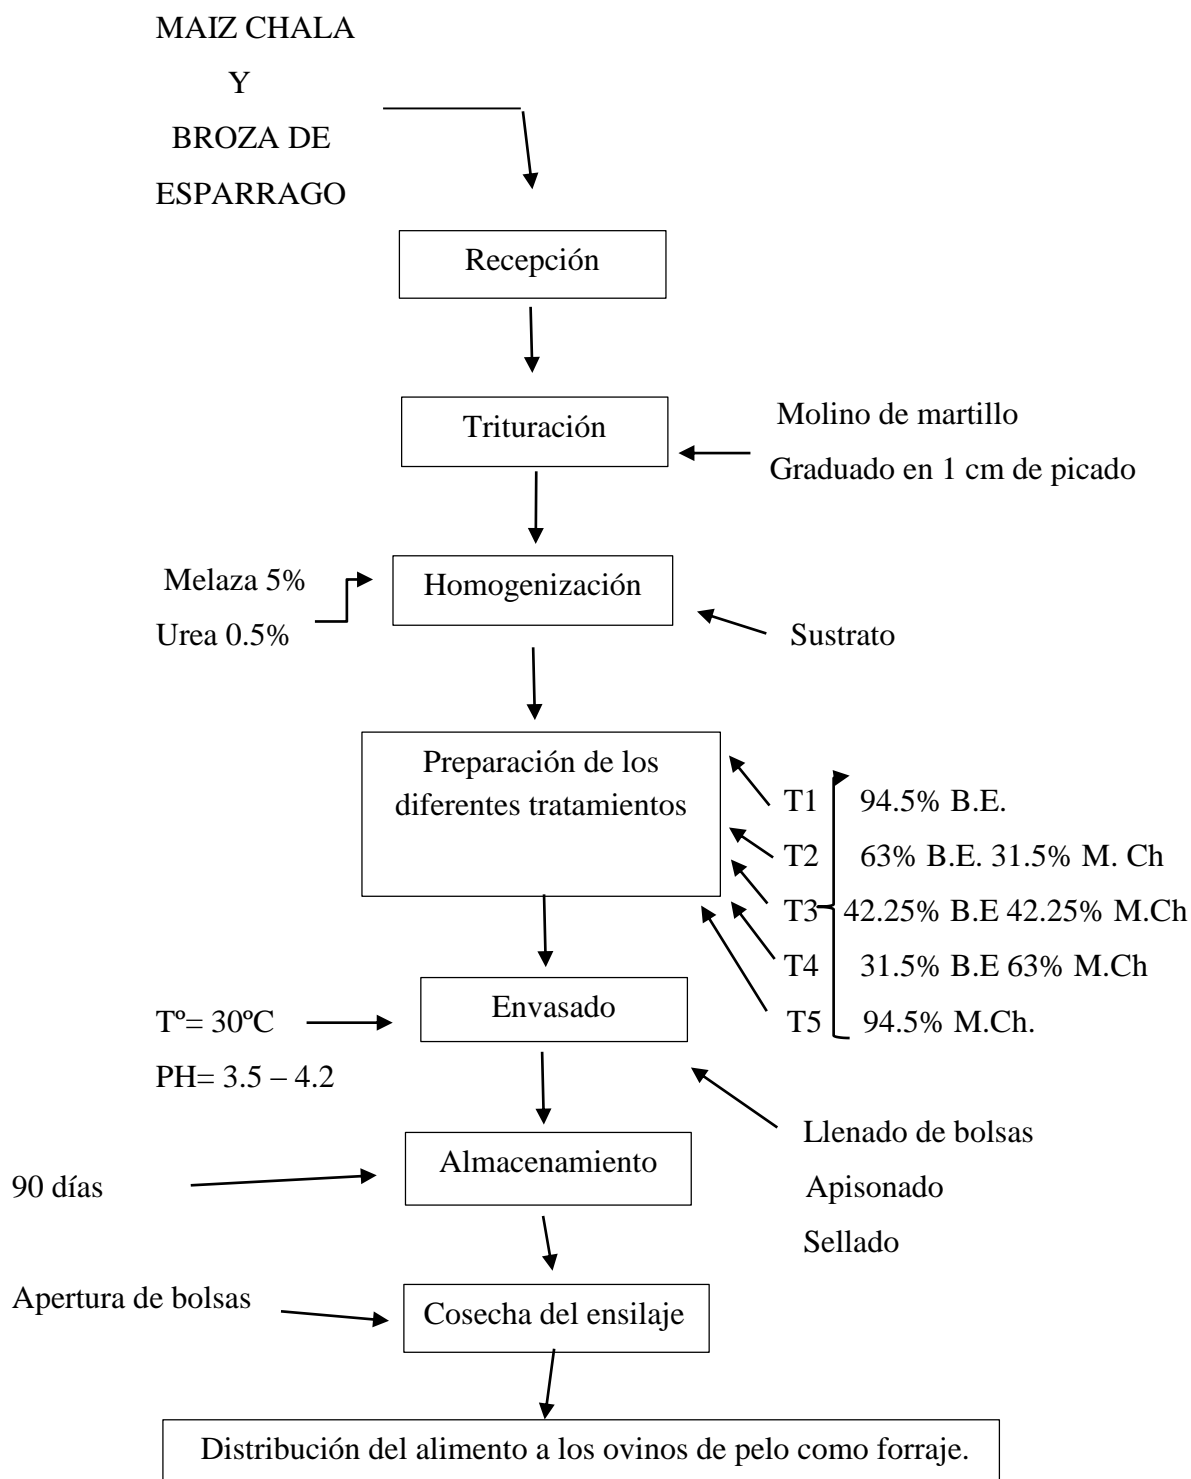 MAIZ CHALA
Y
BROZA DE
ESPARRAGO
Recepción
Trituración
Molino de martillo
Graduado en 1 cm de picado
Melaza 5%
Urea 0.5%
Homogenización
Sustrato
Preparación de los
diferentes tratamientos
T1 94.5% B.E.
T2 63% B.E. 31.5% M. Ch
T3 42.25% B.E 42.25% M.Ch
T4 31.5% B.E 63% M.Ch
T5 94.5% M.Ch.
Envasado
Tº= 30ºC
PH= 3.5 – 4.2
Llenado de bolsas
Apisonado
Sellado
Almacenamiento
90 días
Apertura de bolsas
Cosecha del ensilaje
Distribución del alimento a los ovinos de pelo como forraje.